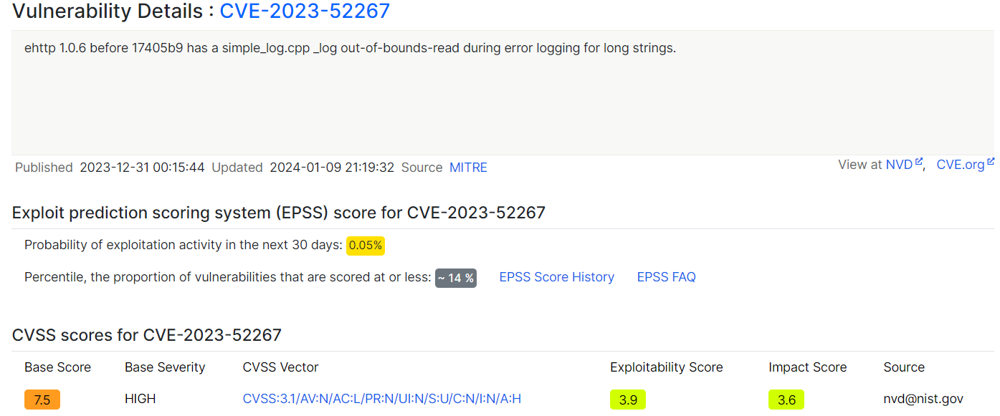 Vulnerability Details : CVE-2023-52267
ehttp 1.0.6 before 17405b9 has a simple_log.cpp _log out-of-bounds-read during error logging for long strings.
Published 2023-12-31 00:15:44 Updated 2024-01-09 21:19:32 Source MITRE View at NVD, CVE.org
Exploit prediction scoring system (EPSS) score for CVE-2023-52267
Probability of exploitation activity in the next 30 days: 0.05%
Percentile, the proportion of vulnerabilities that are scored at or less: ~ 14 % EPSS Score History EPSS FAQ
CVSS scores for CVE-2023-52267
Base Score Base Severity CVSS Vector Exploitability Score Impact Score Source
7.5 HIGH CVSS:3.1/AV:N/AC:L/PR:N/UI:N/S:U/C:N/I:N/A:H 3.9 3.6 nvd@nist.gov